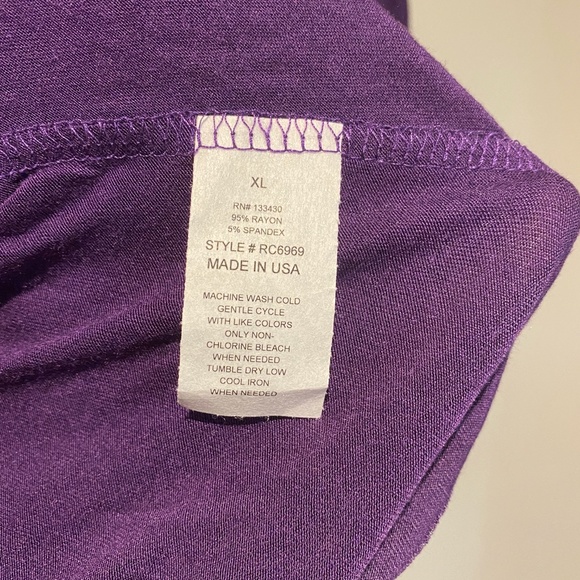 XL
RN# 133430
95% RAYON
5% SPANDEX
STYLE # RC6969
MADE IN USA
MACHINE WASH COLD
GENTLE CYCLE
WITH LIKE COLORS
ONLY NON-
CHLORINE BLEACH
WHEN NEEDED
TUMBLE DRY LOW
COOL IRON
WHEN NEEDED